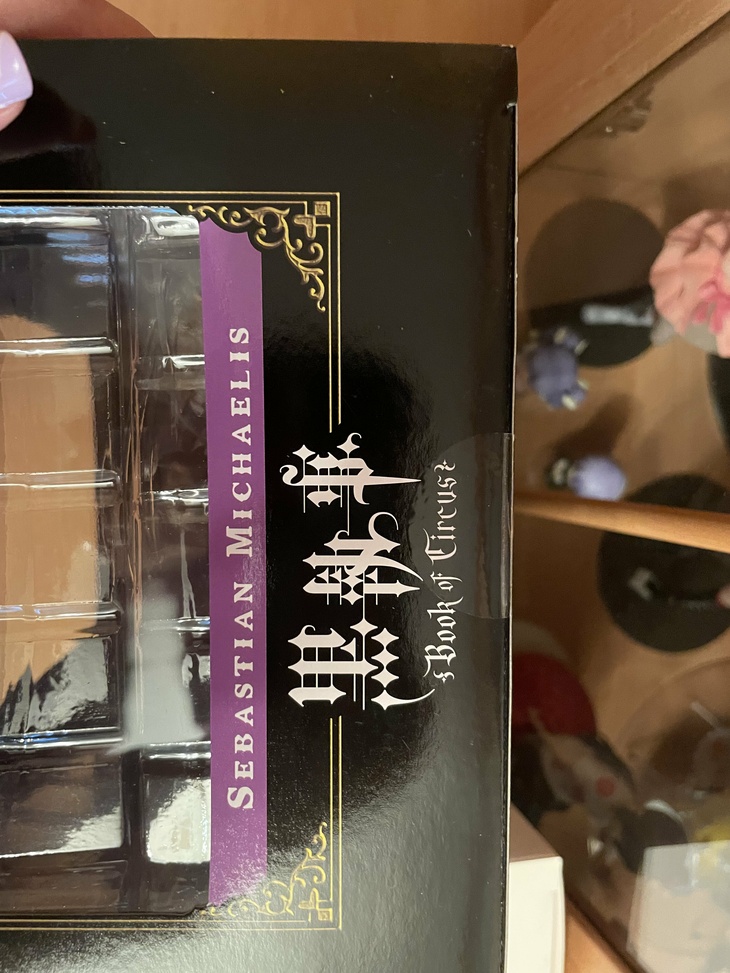 SEBASTIAN MICHAELIS
黒執事
Book of Circus